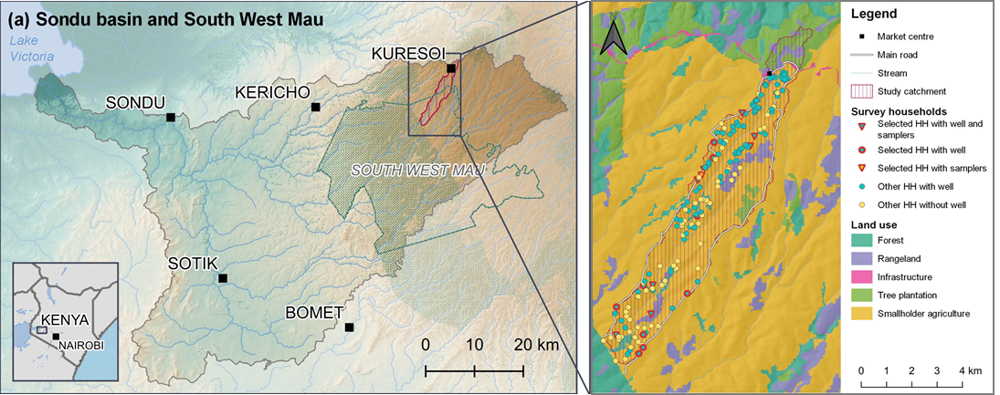 (a) Sondu basin and South West Mau
Lake
Victoria
KURESOI
KERICHO
SONDU
SOUTH WEST MAU
SOTIK
BOMET
KENYA
NAIROBI
0 10 20 km
N
Legend
Market centre
Main road
Stream
Study catchment
Survey households
Selected HH with well and
samplers
Selected HH with well
Selected HH with samplers
Other HH with well
Other HH without well
Land use
Forest
Rangeland
Infrastructure
Tree plantation
Smallholder agriculture
0 1 2 3 4 km